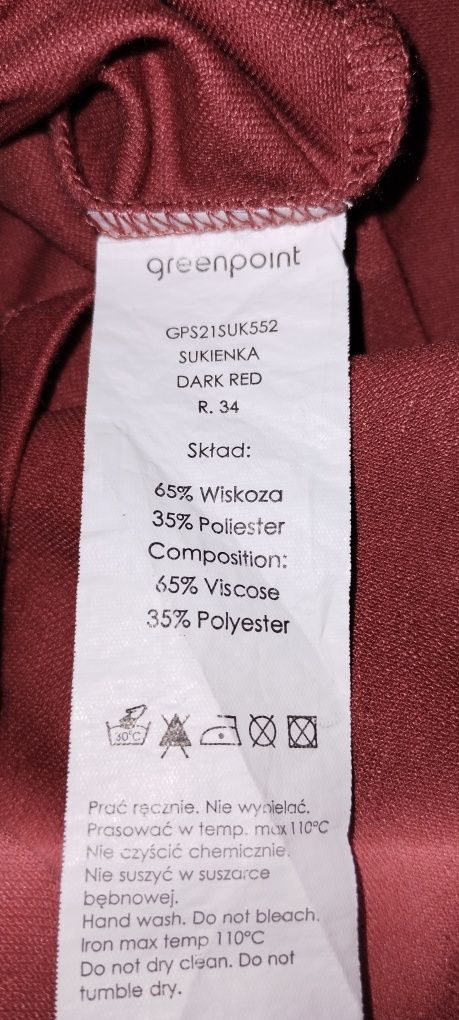 greenpoint
GPS21SUK552
SUKIENKA
DARK RED
R. 34
Skład:
65% Wiskoza
35% Poliester
Composition:
65% Viscose
35% Polyester
30°C
Prać ręcznie. Nie wybielać.
Prasować w temp. max 110°C
Nie czyścić chemicznie.
Nie suszyć w suszarce
bębnowej.
Hand wash. Do not bleach.
Iron max temp 110°C
Do not dry clean. Do not
tumble dry.